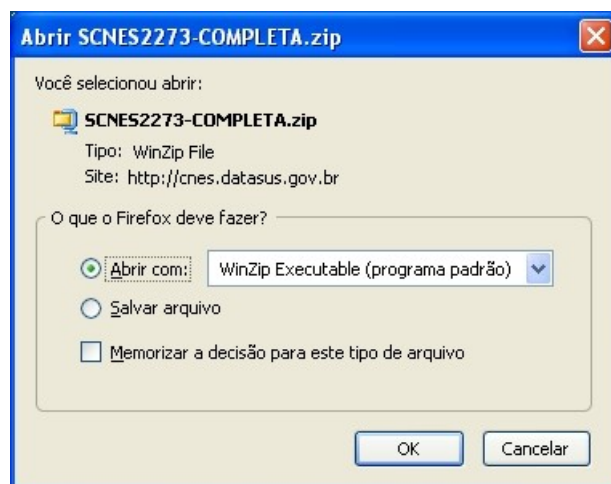 Abrir SCNES2273-COMPLETA.zip
Você selecionou abrir:
SCNES2273-COMPLETA.zip
Tipo: WinZip File
Site: http://cnes.datasus.gov.br
O que o Firefox deve fazer?
Abrir com: WinZip Executable (programa padrão)
Salvar arquivo
Memorizar a decisão para este tipo de arquivo
OK Cancelar